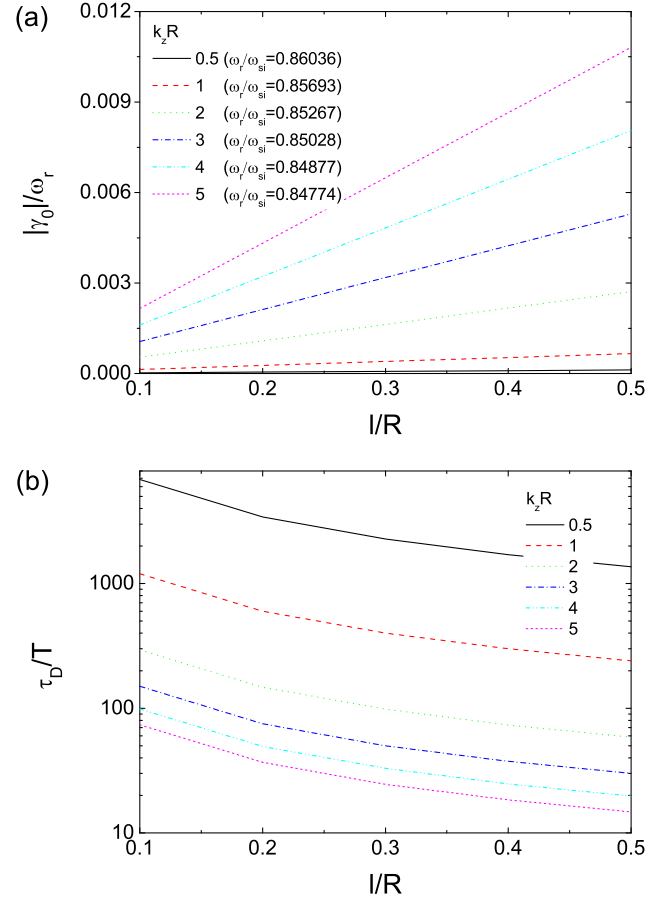 (a)
0.012
0.009
0.006
0.003
0.000
|γ₀|/ωᵣ
k_zR
0.5 (ω_r/ω_si=0.86036)
1 (ω_r/ω_si=0.85693)
2 (ω_r/ω_si=0.85267)
3 (ω_r/ω_si=0.85028)
4 (ω_r/ω_si=0.84877)
5 (ω_r/ω_si=0.84774)
0.1 0.2 0.3 0.4 0.5
l/R
(b)
1000
100
10
τ_D/T
k_zR
0.5
1
2
3
4
5
0.1 0.2 0.3 0.4 0.5
l/R